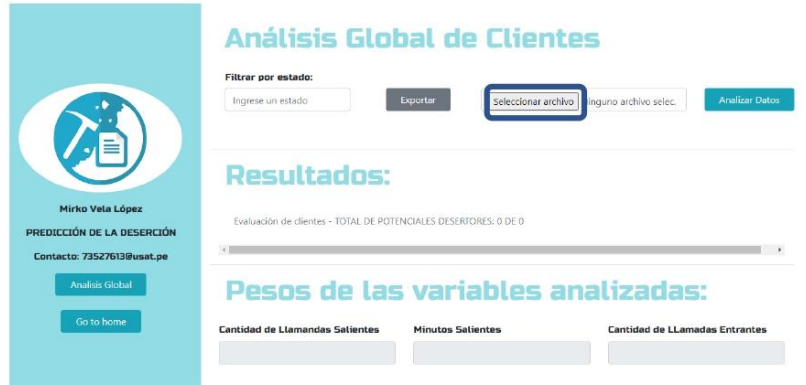 Análisis Global de Clientes
Filtrar por estado:
Ingrese un estado
Exportar
Seleccionar archivo
inguno archivo selec.
Analizar Datos
Resultados:
Evaluación de clientes - TOTAL DE POTENCIALES DESERTORES: 0 DE 0
Mirko Vela López
PREDICCIÓN DE LA DESERCIÓN
Contacto: 73527613@usat.pe
Analisis Global
Go to home
Pesos de las variables analizadas:
Cantidad de Llamandas Salientes
Minutos Salientes
Cantidad de LLamadas Entrantes